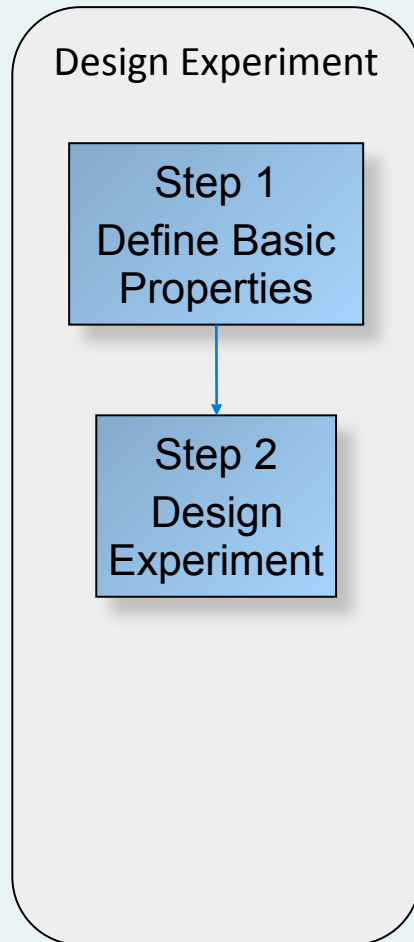 Design Experiment
Step 1
Define Basic
Properties
Step 2
Design
Experiment